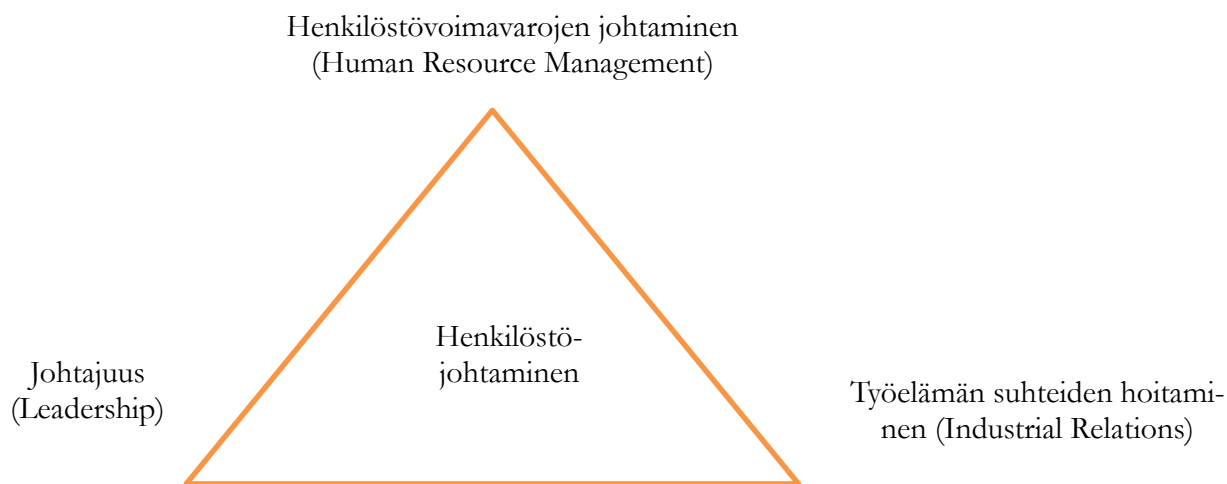 Henkilöstövoimavarojen johtaminen
(Human Resource Management)
Henkilöstö-
johtaminen
Johtajuus
(Leadership)
Työelämän suhteiden hoitami-
nen (Industrial Relations)